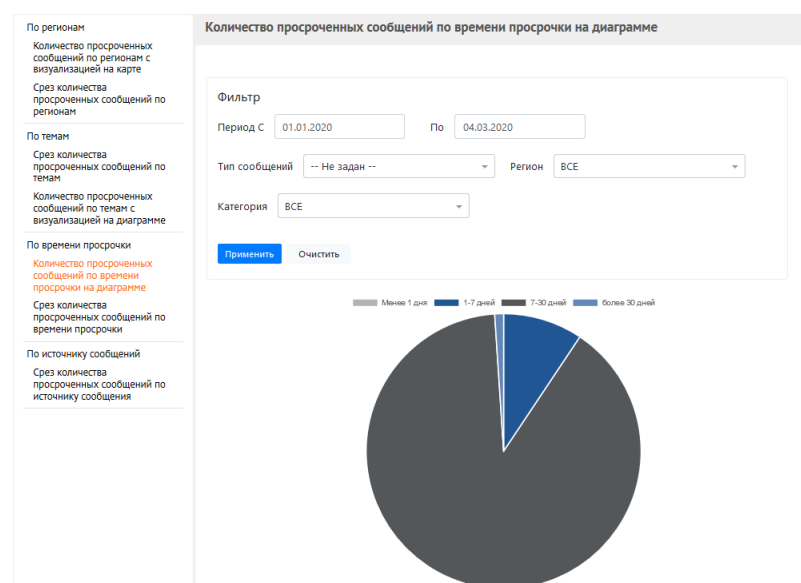 По регионам
Количество просроченных
сообщений по регионам с
визуализацией на карте
Срез количества
просроченных сообщений по
регионам
По темам
Срез количества
просроченных сообщений по
темам
Количество просроченных
сообщений по темам с
визуализацией на диаграмме
По времени просрочки
Количество просроченных
сообщений по времени
просрочки на диаграмме
Срез количества
просроченных сообщений по
времени просрочки
По источнику сообщений
Срез количества
просроченных сообщений по
источнику сообщения
Количество просроченных сообщений по времени просрочки на диаграмме
Фильтр
Период С 01.01.2020 По 04.03.2020
Тип сообщений -- Не задан -- Регион ВСЕ
Категория ВСЕ
Применить Очистить
Менее 1 дня 1-7 дней 7-30 дней более 30 дней